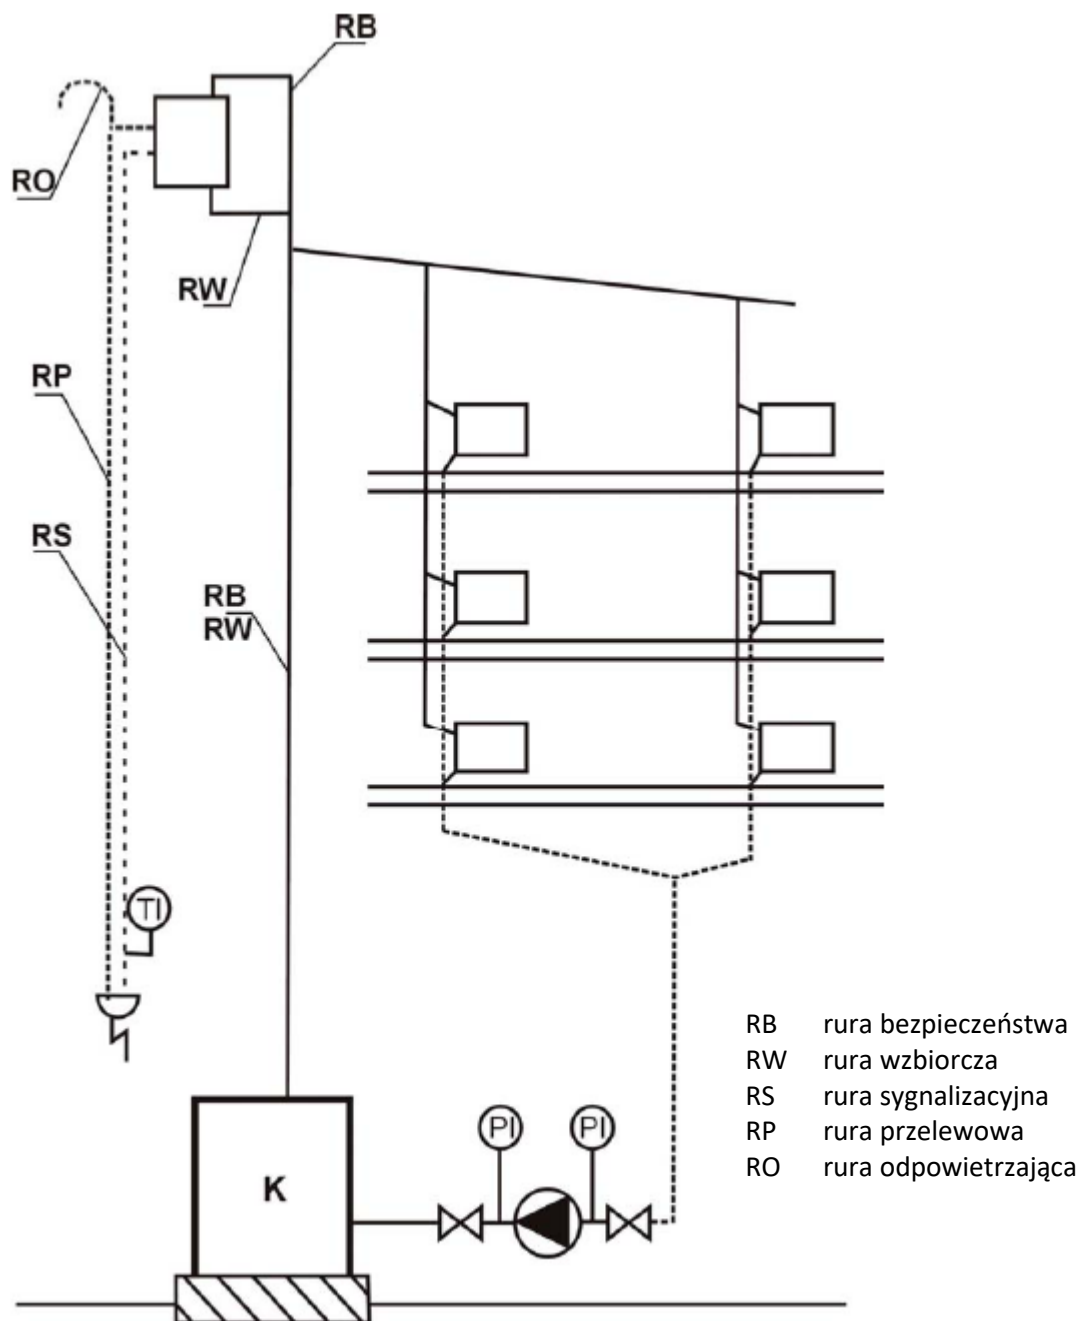 RB
RO
RW
RP
RS
RB
RW
TI
PI PI
K
RB rura bezpieczeństwa
RW rura wzbiorcza
RS rura sygnalizacyjna
RP rura przelewowa
RO rura odpowietrzająca